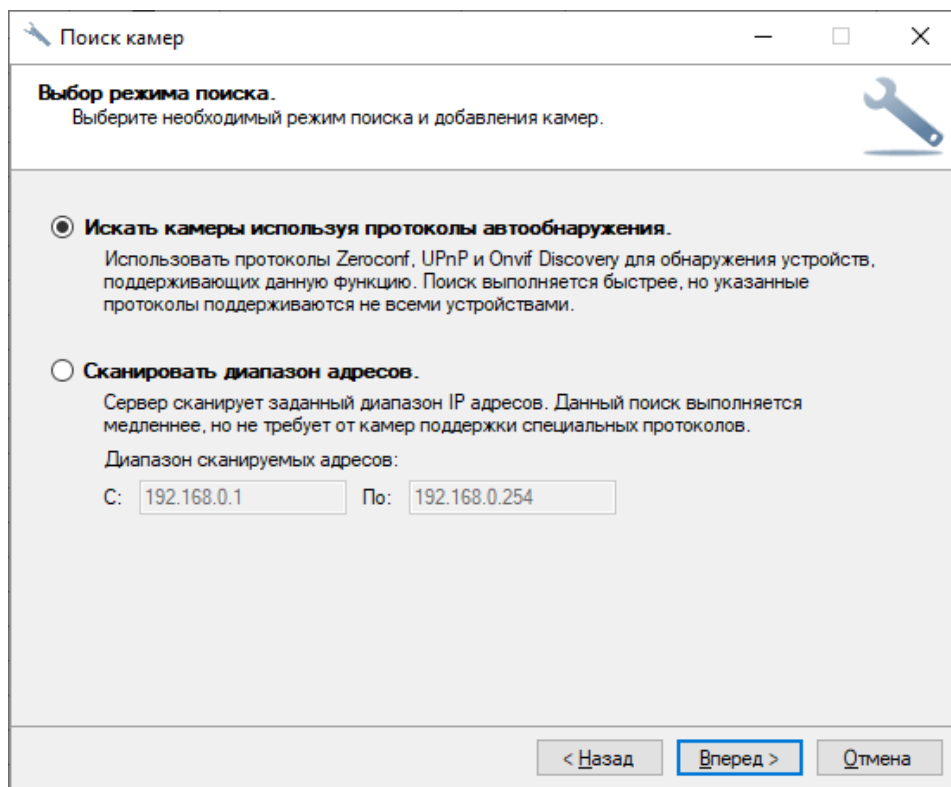 Поиск камер
Выбор режима поиска.
Выберите необходимый режим поиска и добавления камер.
Искать камеры используя протоколы автообнаружения.
Использовать протоколы Zeroconf, UPnP и Onvif Discovery для обнаружения устройств,
поддерживающих данную функцию. Поиск выполняется быстрее, но указанные
протоколы поддерживаются не всеми устройствами.
Сканировать диапазон адресов.
Сервер сканирует заданный диапазон IP адресов. Данный поиск выполняется
медленнее, но не требует от камер поддержки специальных протоколов.
Диапазон сканируемых адресов:
С: 192.168.0.1 По: 192.168.0.254
< Назад Вперед > Отмена